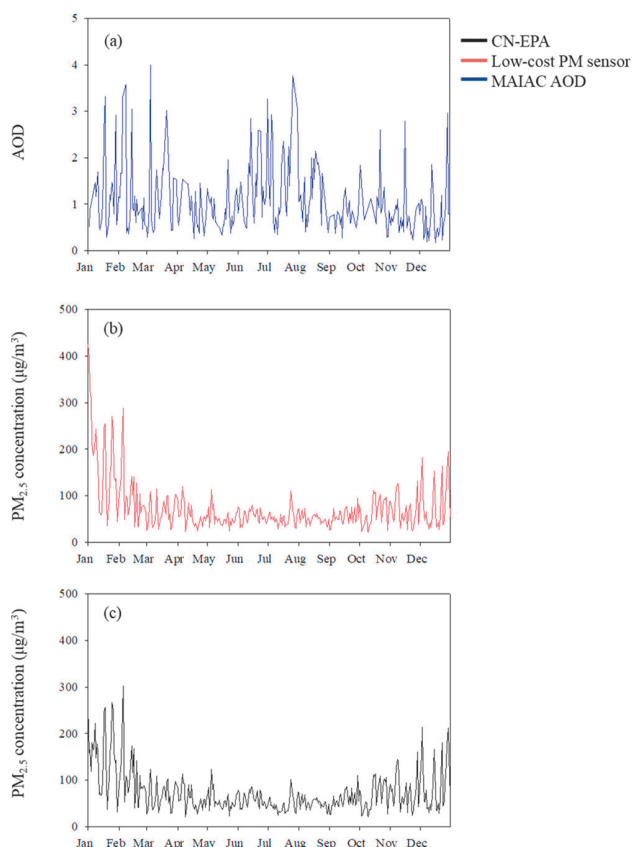 (a)
CN-EPA
Low-cost PM sensor
MAIAC AOD
AOD
5
4
3
2
1
0
Jan Feb Mar Apr May Jun Jul Aug Sep Oct Nov Dec
(b)
PM2.5 concentration (μg/m³)
500
400
300
200
100
0
Jan Feb Mar Apr May Jun Jul Aug Sep Oct Nov Dec
(c)
PM2.5 concentration (μg/m³)
500
400
300
200
100
0
Jan Feb Mar Apr May Jun Jul Aug Sep Oct Nov Dec